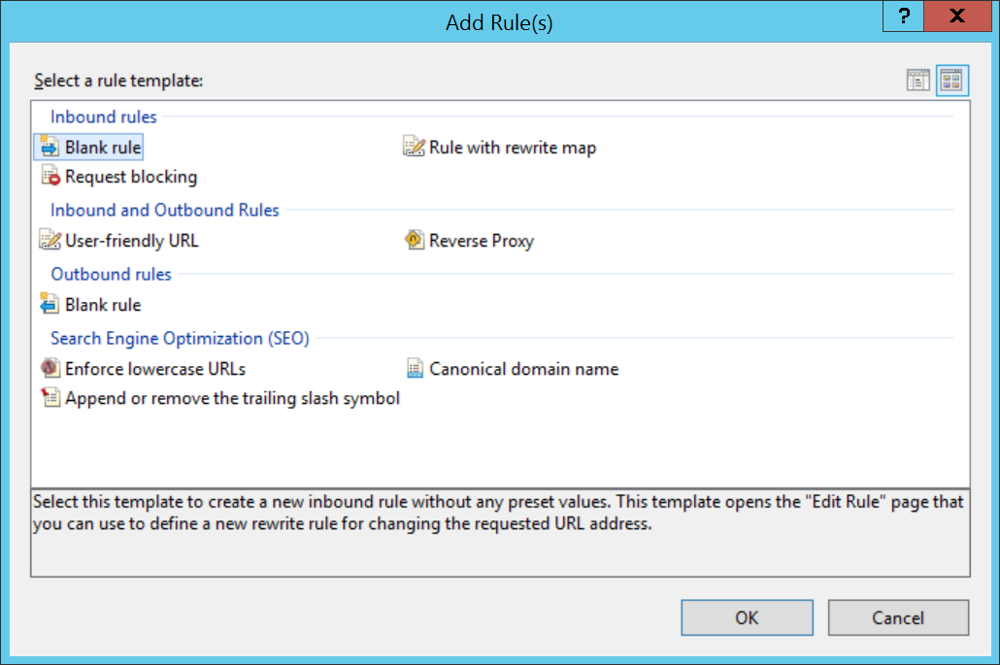 Add Rule(s)
?
X
Select a rule template:
Inbound rules
Blank rule
Rule with rewrite map
Request blocking
Inbound and Outbound Rules
User-friendly URL
Reverse Proxy
Outbound rules
Blank rule
Search Engine Optimization (SEO)
Enforce lowercase URLs
Canonical domain name
Append or remove the trailing slash symbol
Select this template to create a new inbound rule without any preset values. This template opens the "Edit Rule" page that
you can use to define a new rewrite rule for changing the requested URL address.
OK
Cancel